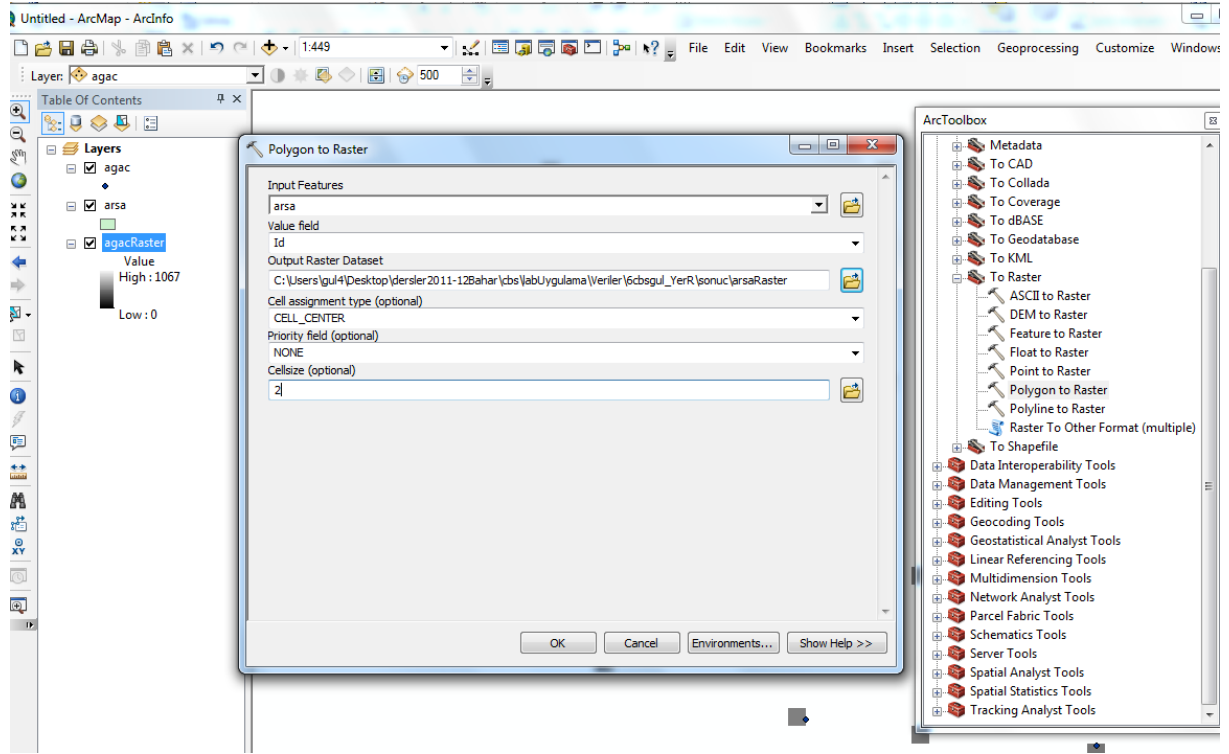 Untitled - ArcMap - ArcInfo
1:449
File Edit View Bookmarks Insert Selection Geoprocessing Customize Windows
Layer: agac 500
Table Of Contents
Layers
agac
arsa
agacRaster
Value
High : 1067
Low : 0
Polygon to Raster
Input Features
arsa
Value field
Id
Output Raster Dataset
C:\Users\gul4\Desktop\dersler2011-12Bahar\cbs\labUygulama\Veriler\6cbsgul_YerR\sonuc\arsaRaster
Cell assignment type (optional)
CELL_CENTER
Priority field (optional)
NONE
Cellsize (optional)
2
OK Cancel Environments... Show Help >>
ArcToolbox
Metadata
To CAD
To Collada
To Coverage
To dBASE
To Geodatabase
To KML
To Raster
ASCII to Raster
DEM to Raster
Feature to Raster
Float to Raster
Point to Raster
Polygon to Raster
Polyline to Raster
Raster To Other Format (multiple)
To Shapefile
Data Interoperability Tools
Data Management Tools
Editing Tools
Geocoding Tools
Geostatistical Analyst Tools
Linear Referencing Tools
Multidimension Tools
Network Analyst Tools
Parcel Fabric Tools
Schematics Tools
Server Tools
Spatial Analyst Tools
Spatial Statistics Tools
Tracking Analyst Tools
XY